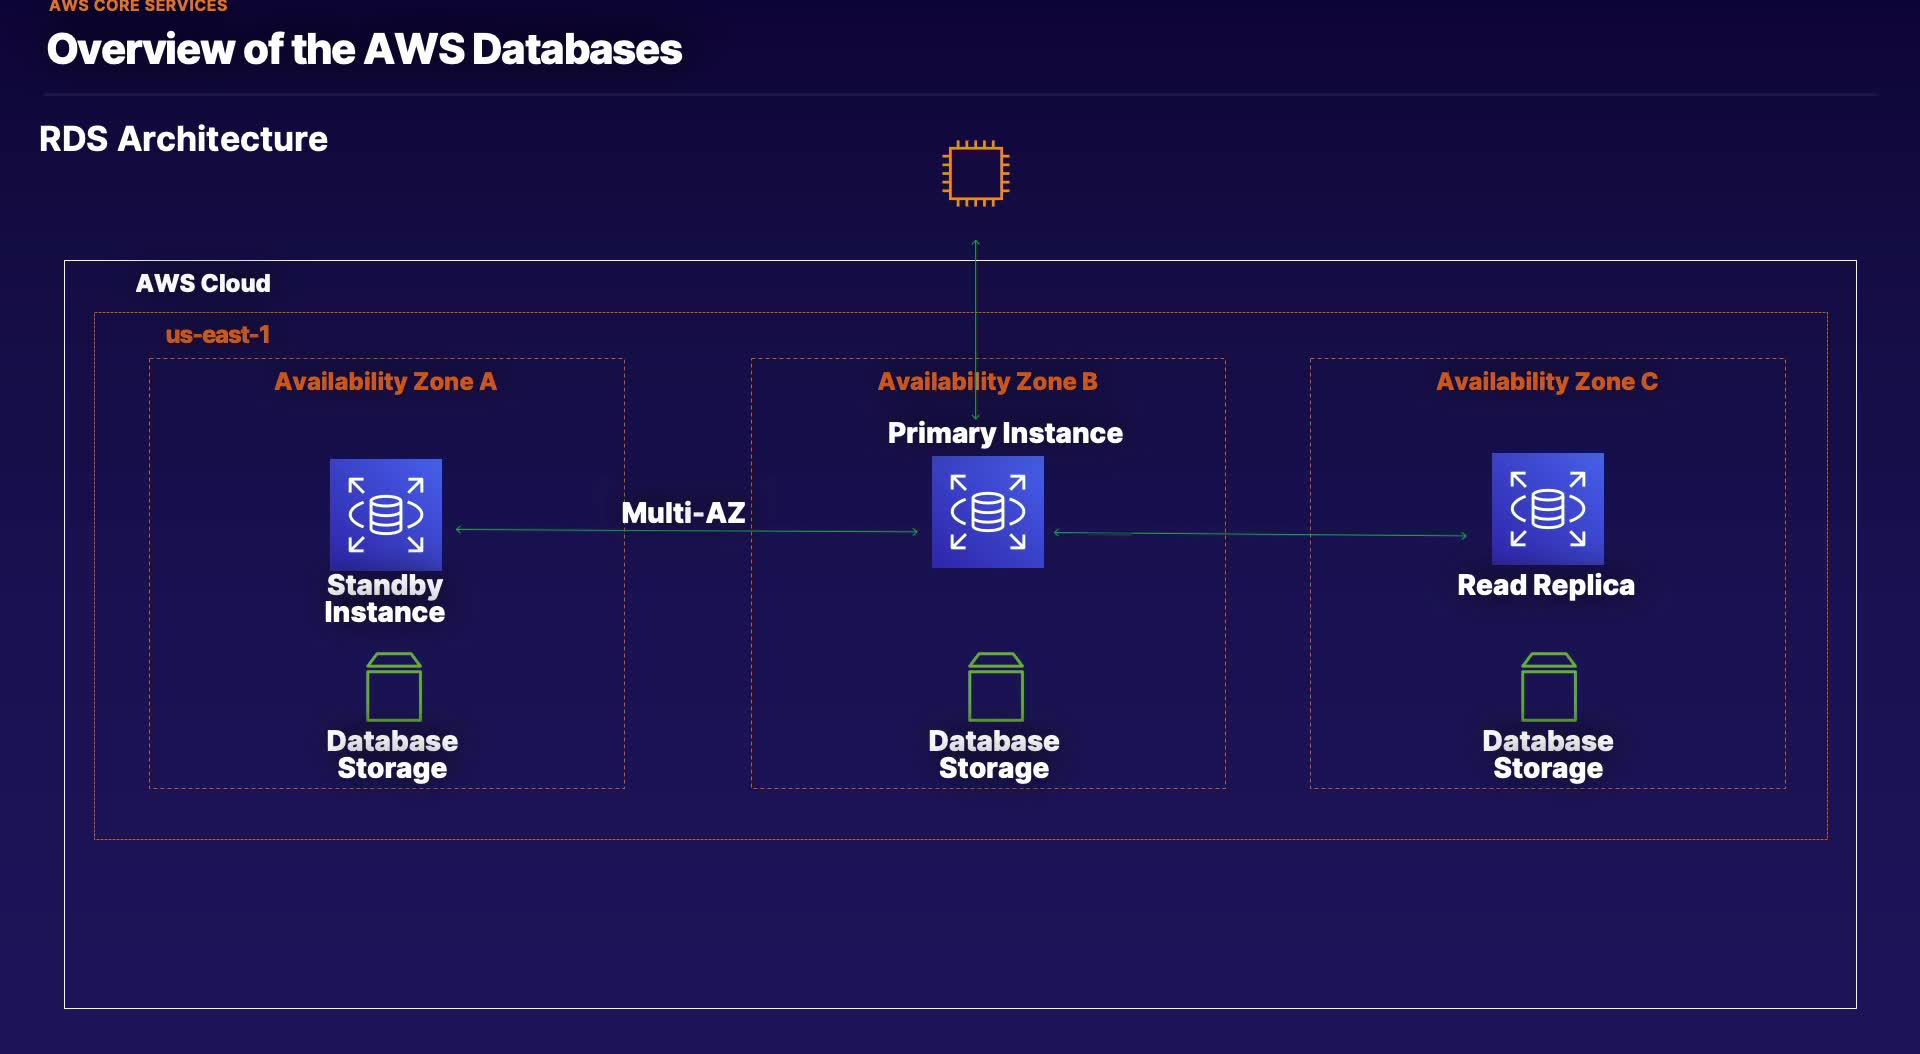 AWS CORE SERVICES
Overview of the AWS Databases
RDS Architecture
AWS Cloud
us-east-1
Availability Zone A
Availability Zone B
Availability Zone C
Primary Instance
Multi-AZ
Standby
Instance
Read Replica
Database
Storage
Database
Storage
Database
Storage